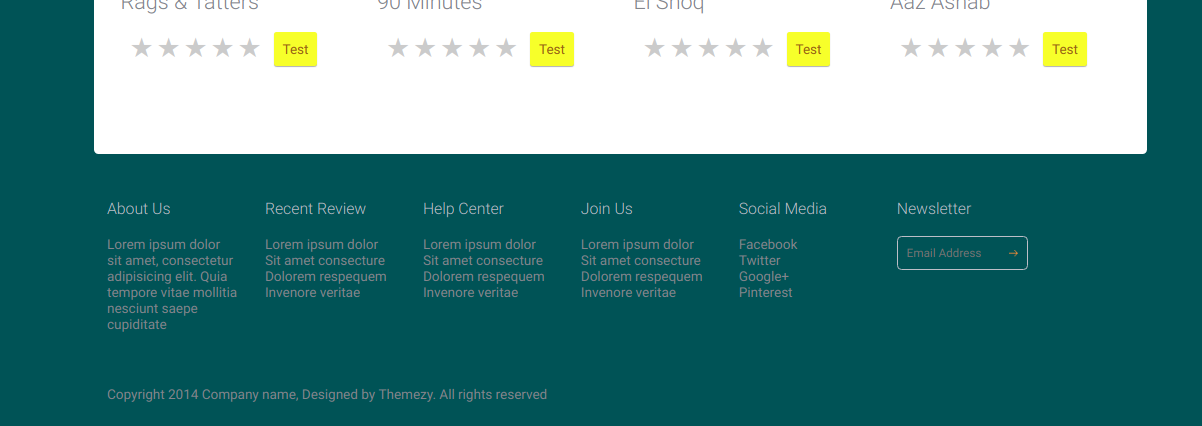 Rags & Tatters
90 Minutes
El Shoq
Aaz Ashab
Test
Test
Test
Test
About Us
Lorem ipsum dolor
sit amet, consectetur
adipisicing elit. Quia
tempore vitae mollitia
nesciunt saepe
cupiditate
Recent Review
Lorem ipsum dolor
Sit amet consecture
Dolorem respequem
Invenore veritae
Help Center
Lorem ipsum dolor
Sit amet consecture
Dolorem respequem
Invenore veritae
Join Us
Lorem ipsum dolor
Sit amet consecture
Dolorem respequem
Invenore veritae
Social Media
Facebook
Twitter
Google+
Pinterest
Newsletter
Email Address →
Copyright 2014 Company name, Designed by Themezy. All rights reserved